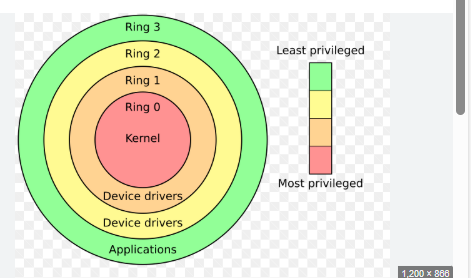 Ring 3
Ring 2
Ring 1
Ring 0
Kernel
Device drivers
Device drivers
Applications
Least privileged
Most privileged
1,200 × 866